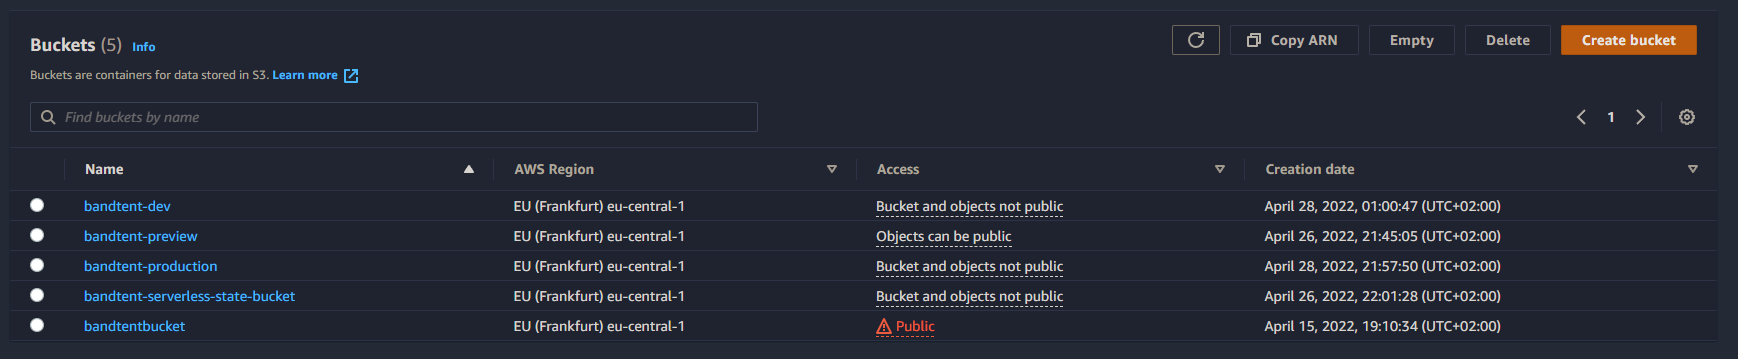 Buckets (5) Info
Copy ARN Empty Delete Create bucket
Buckets are containers for data stored in S3. Learn more
Find buckets by name
1
Name AWS Region Access Creation date
bandtent-dev EU (Frankfurt) eu-central-1 Bucket and objects not public April 28, 2022, 01:00:47 (UTC+02:00)
bandtent-preview EU (Frankfurt) eu-central-1 Objects can be public April 26, 2022, 21:45:05 (UTC+02:00)
bandtent-production EU (Frankfurt) eu-central-1 Bucket and objects not public April 28, 2022, 21:57:50 (UTC+02:00)
bandtent-serverless-state-bucket EU (Frankfurt) eu-central-1 Bucket and objects not public April 26, 2022, 22:01:28 (UTC+02:00)
bandtentbucket EU (Frankfurt) eu-central-1 Public April 15, 2022, 19:10:34 (UTC+02:00)